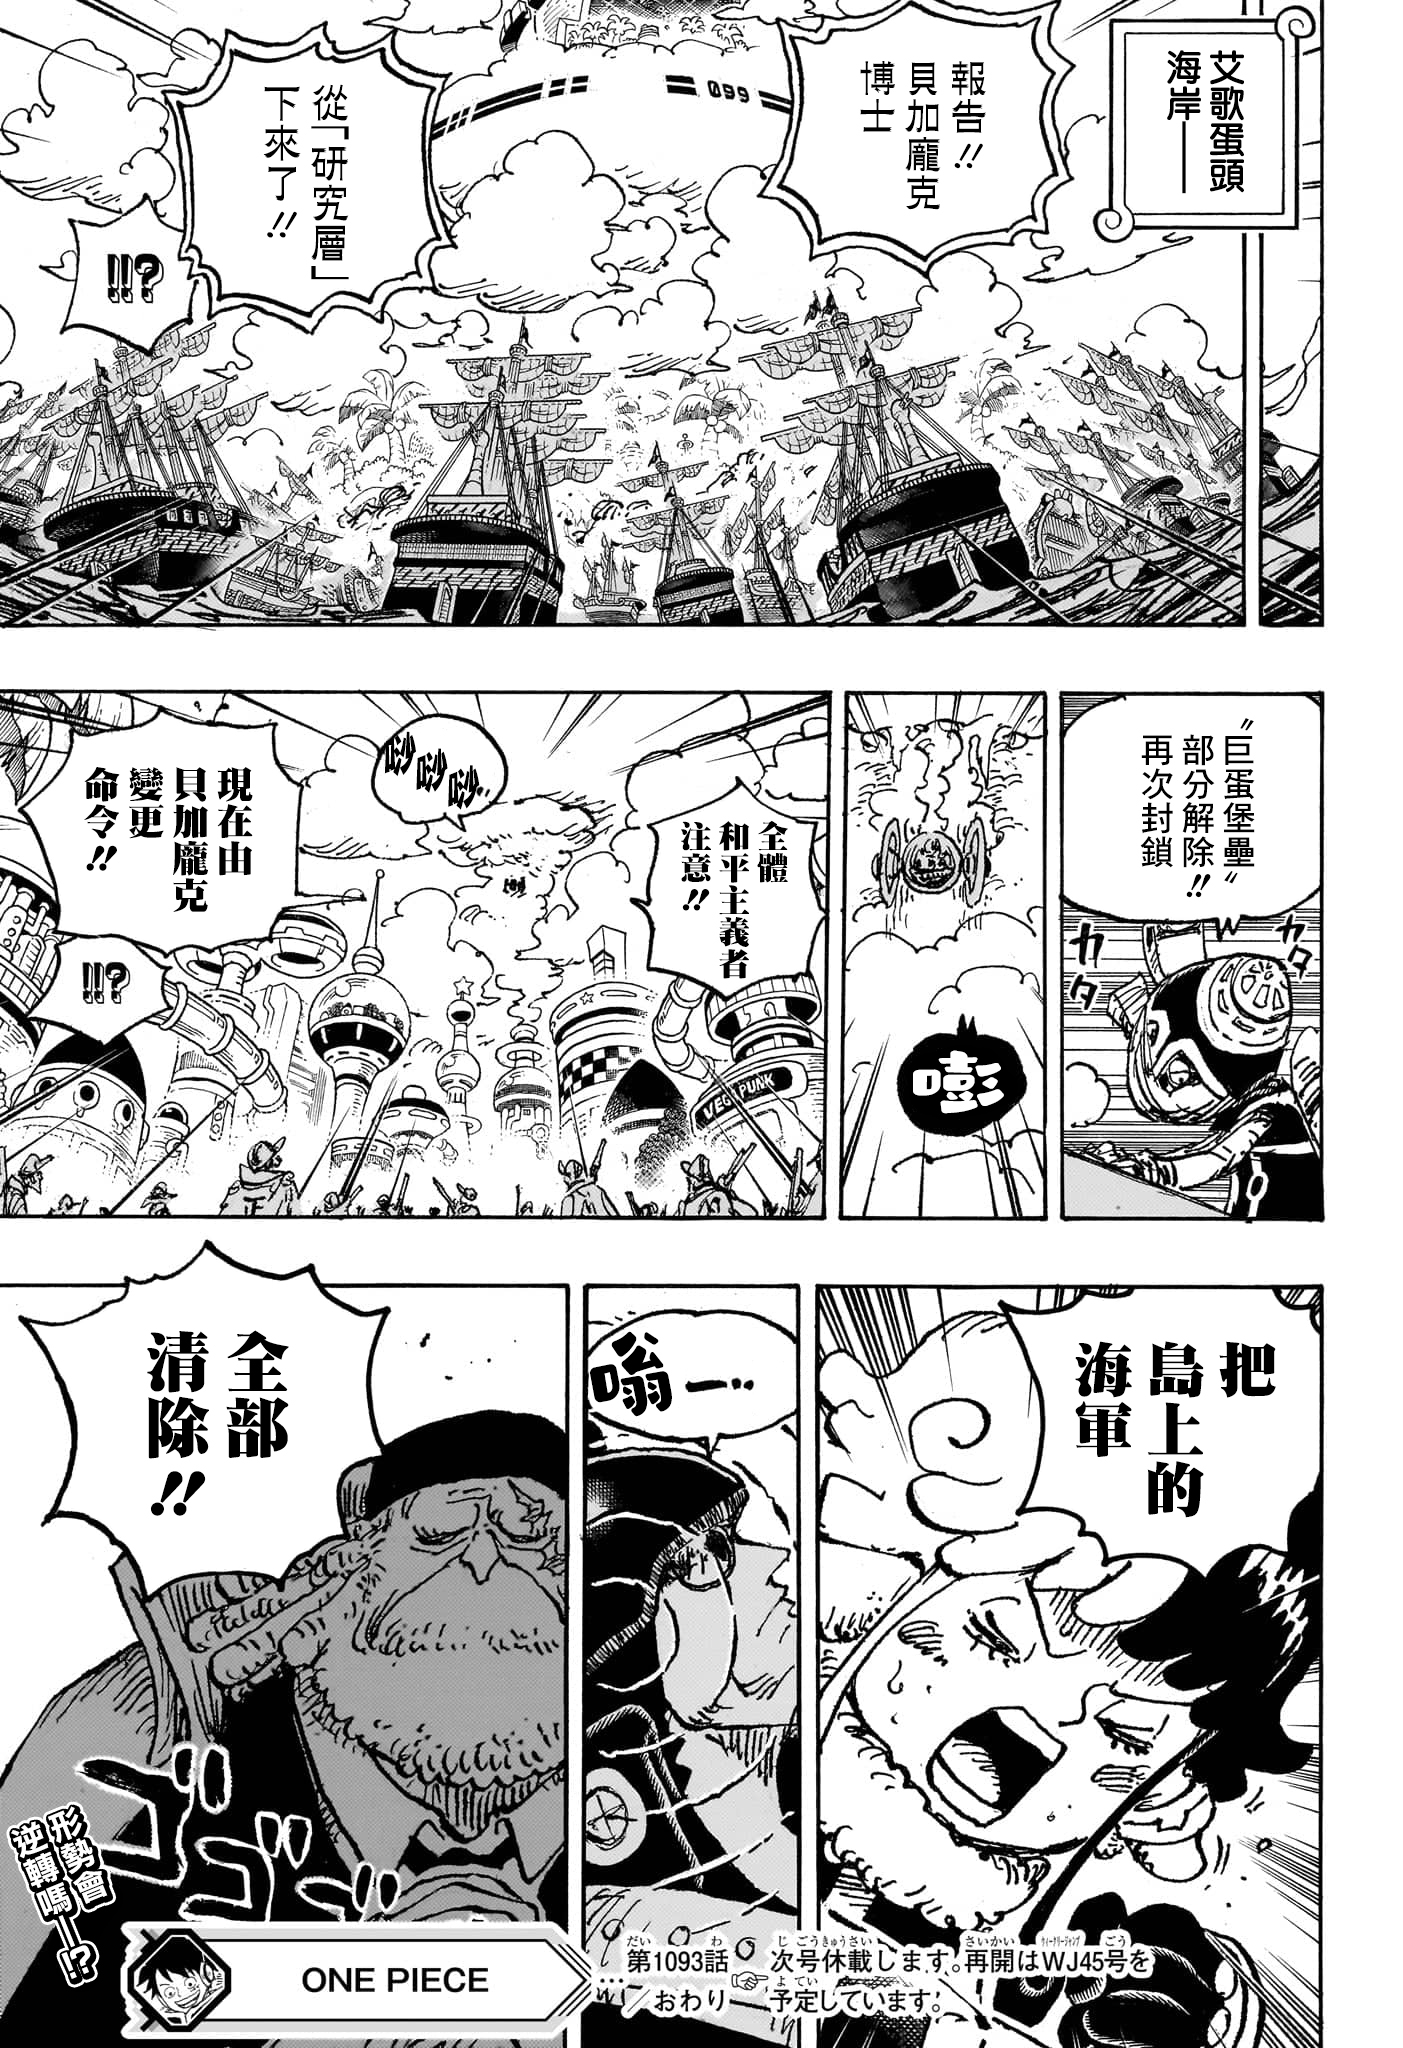 艾歌蛋頭
海岸——
099
報告!!
貝加龐克
博士
從「研究層」
下來了!!
!!?
“巨蛋堡壘”
部分解除!!
再次封鎖
カタ
カタ
嘭
全體
和平主義者
注意!!
吵吵吵…
現在由
貝加龐克
變更
命令!!
!!?
VEGAPUNK
正
把
島上的
海軍
嗡—…
全部
清除!!
ゴ
ゴ
ゴ
形勢會
逆轉嗎—!?
ONE PIECE
第1093話
／おわり
次号休載します。再開はWJ45号を
予定しています。